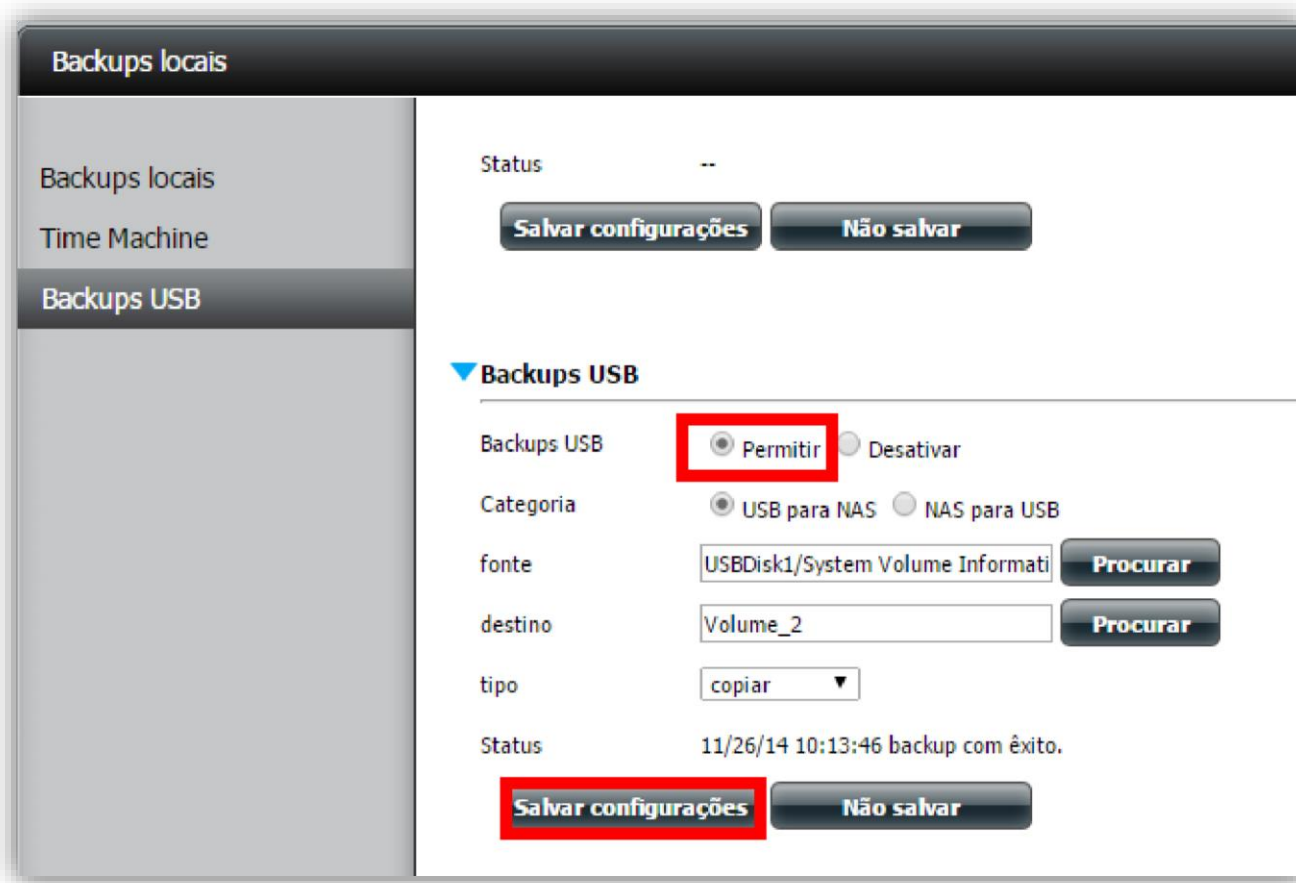 Backups locais
Backups locais
Time Machine
Backups USB
Status --
Salvar configurações Não salvar
Backups USB
Backups USB Permitir Desativar
Categoria USB para NAS NAS para USB
fonte USBDisk1/System Volume Informati Procurar
destino Volume_2 Procurar
tipo copiar
Status 11/26/14 10:13:46 backup com êxito.
Salvar configurações Não salvar